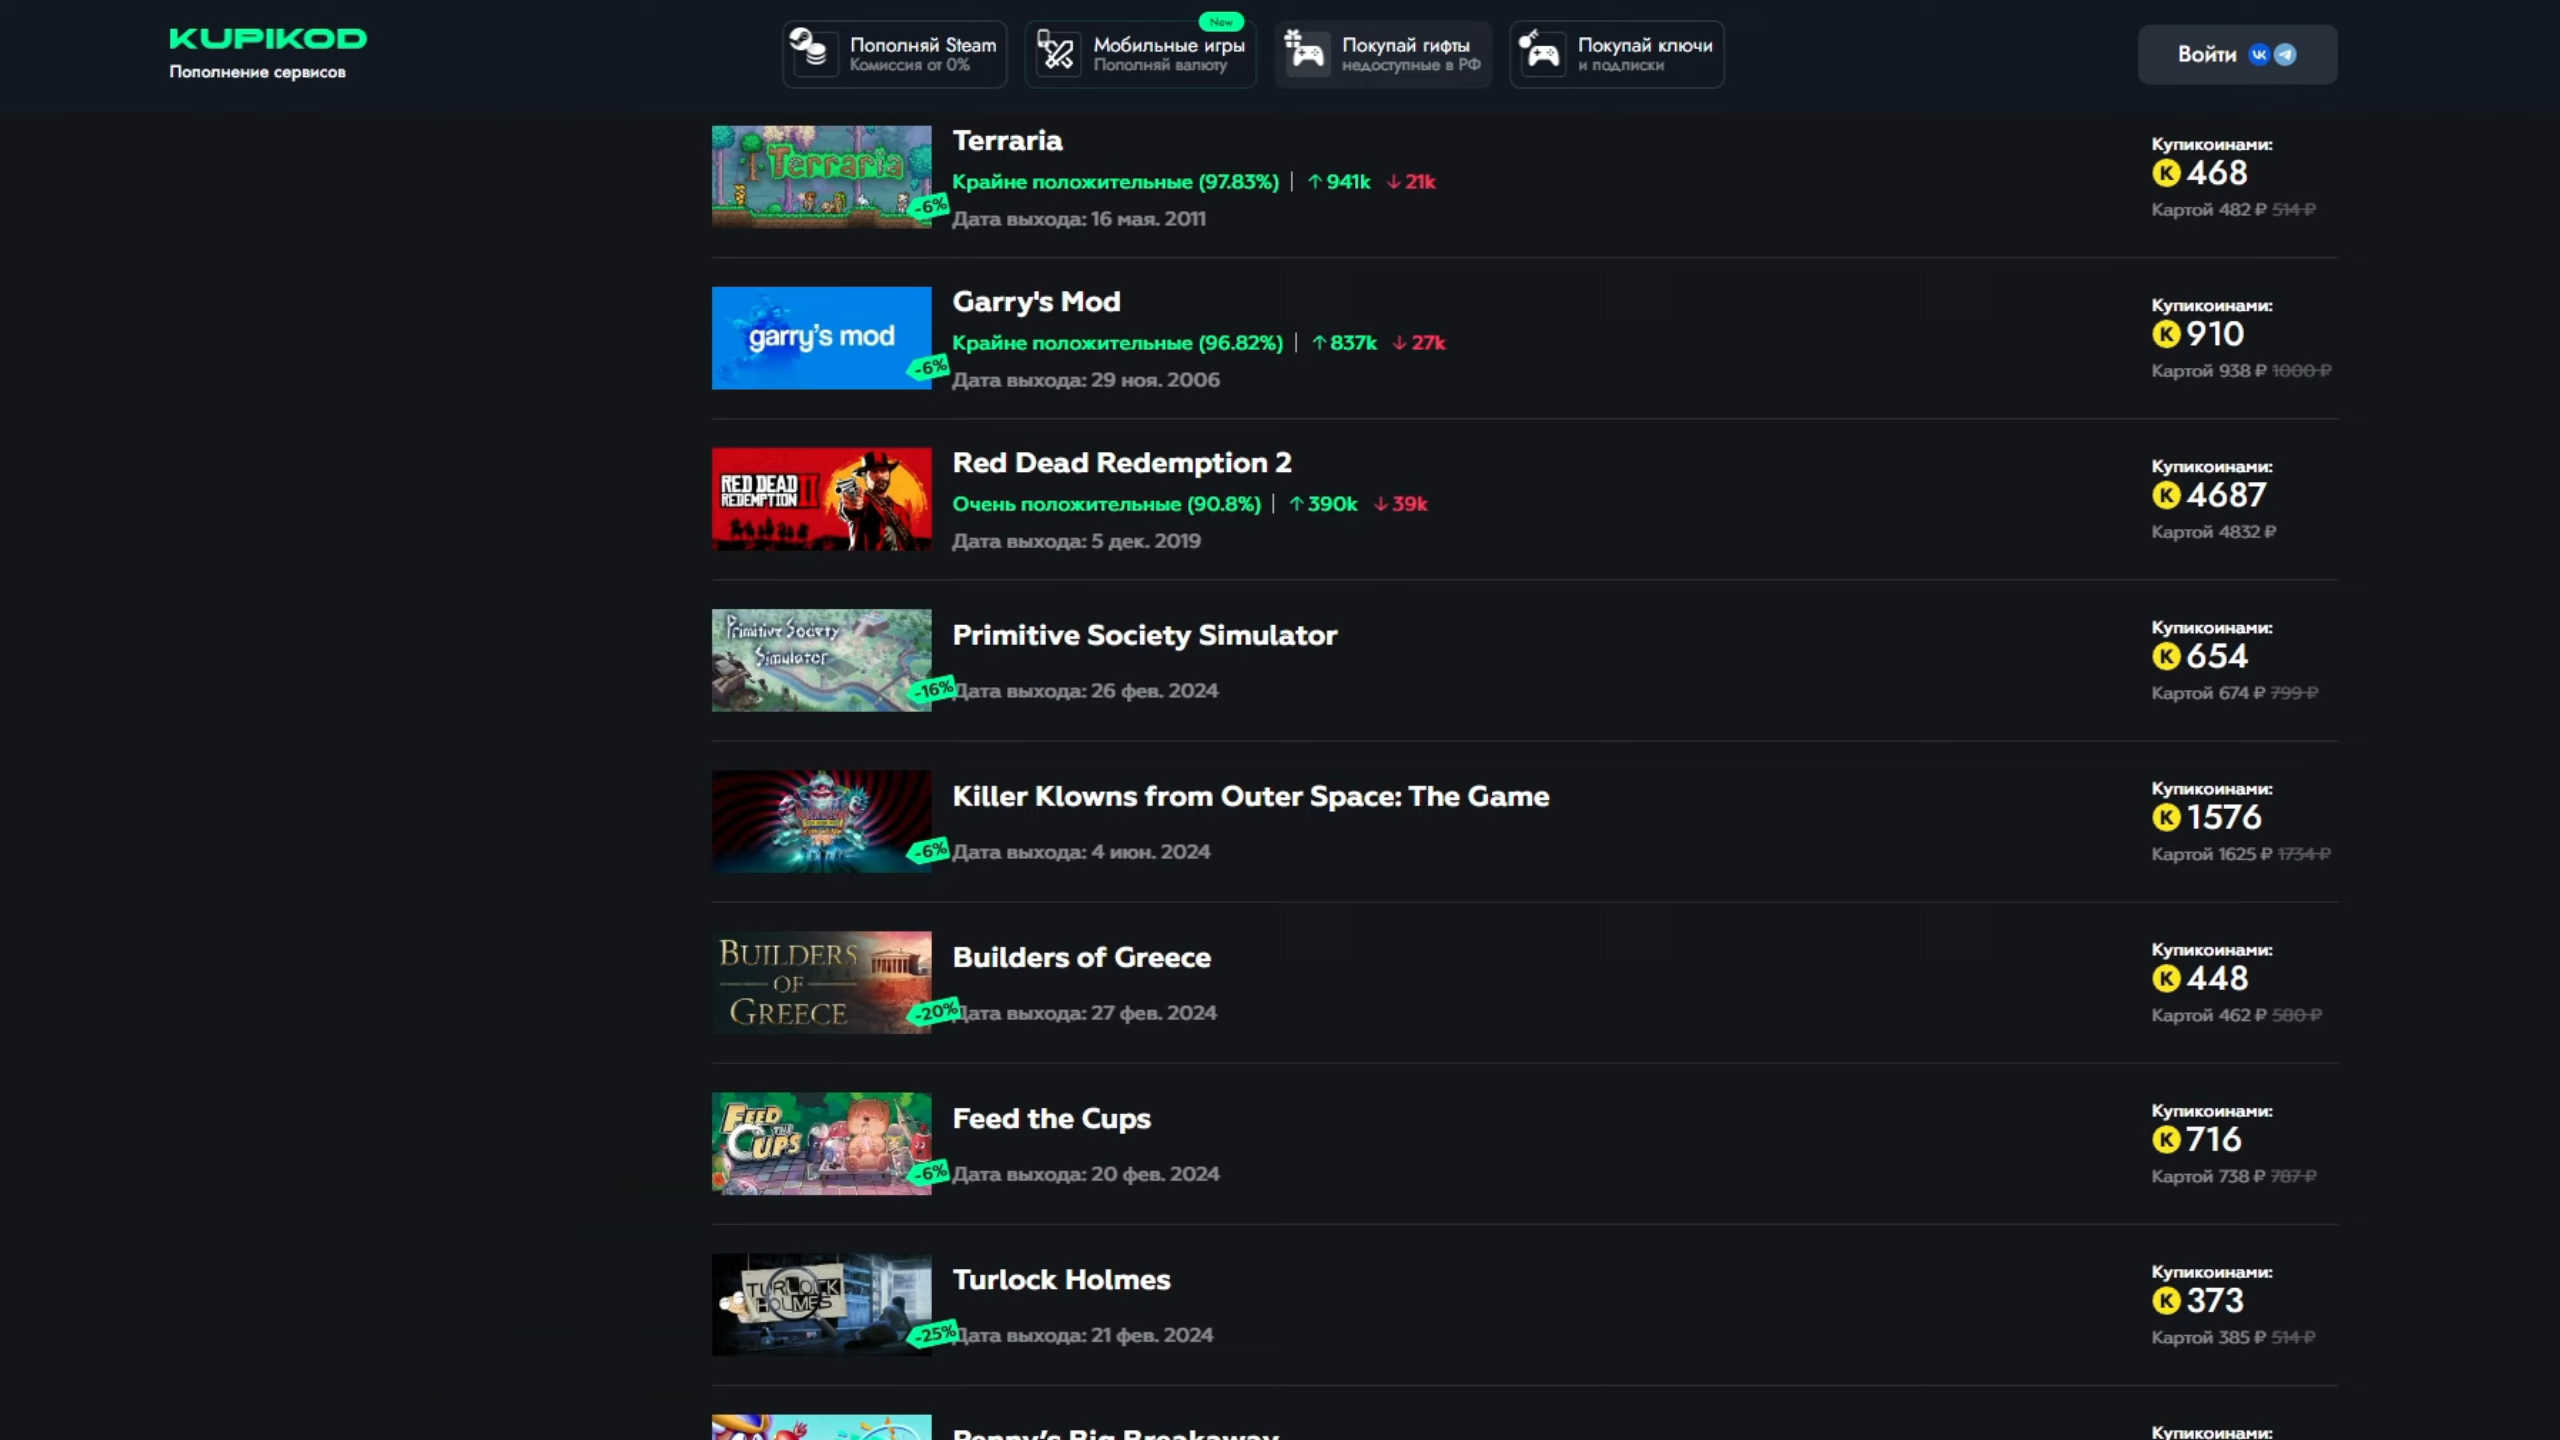 KUPIKOD
Пополнение сервисов
Пополняй Steam
Комиссия от 0%
New
Мобильные игры
Пополняй валюту
Покупай гифты
недоступные в РФ
Покупай ключи
и подписки
Войти
Terraria
-6%
Terraria
Крайне положительные (97.83%) | ↑941k ↓21k
Дата выхода: 16 мая. 2011
Купикоинами:
K 468
Картой 482 ₽ 514 ₽
garry's mod
-6%
Garry's Mod
Крайне положительные (96.82%) | ↑837k ↓27k
Дата выхода: 29 ноя. 2006
Купикоинами:
K 910
Картой 938 ₽ 1000 ₽
RED DEAD
REDEMPTION II
Red Dead Redemption 2
Очень положительные (90.8%) | ↑390k ↓39k
Дата выхода: 5 дек. 2019
Купикоинами:
K 4687
Картой 4832 ₽
Primitive Society
Simulator
-16%
Primitive Society Simulator
Дата выхода: 26 фев. 2024
Купикоинами:
K 654
Картой 674 ₽ 799 ₽
-6%
Killer Klowns from Outer Space: The Game
Дата выхода: 4 июн. 2024
Купикоинами:
K 1576
Картой 1625 ₽ 1734 ₽
BUILDERS
OF
GREECE
-20%
Builders of Greece
Дата выхода: 27 фев. 2024
Купикоинами:
K 448
Картой 462 ₽ 580 ₽
FEED
THE
CUPS
-6%
Feed the Cups
Дата выхода: 20 фев. 2024
Купикоинами:
K 716
Картой 738 ₽ 787 ₽
TURLOCK
HOLMES
-25%
Turlock Holmes
Дата выхода: 21 фев. 2024
Купикоинами:
K 373
Картой 385 ₽ 514 ₽
Penny's Big Breakaway
Купикоинами: